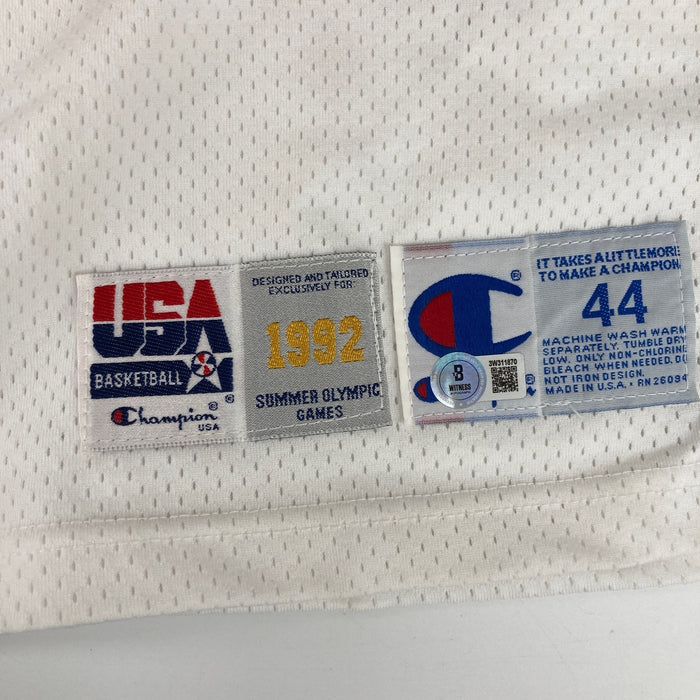 USA
BASKETBALL
Champion
USA
DESIGNED AND TAILORED
EXCLUSIVELY FOR:
1992
SUMMER OLYMPIC
GAMES
IT TAKES A LITTLE MORE
TO MAKE A CHAMPION
44
MACHINE WASH WARM
SEPARATELY. TUMBLE DRY
LOW. ONLY NON-CHLORINE
BLEACH WHEN NEEDED. DO
NOT IRON DESIGN.
MADE IN U.S.A. • RN 26094
B
WITNESS
3W311870